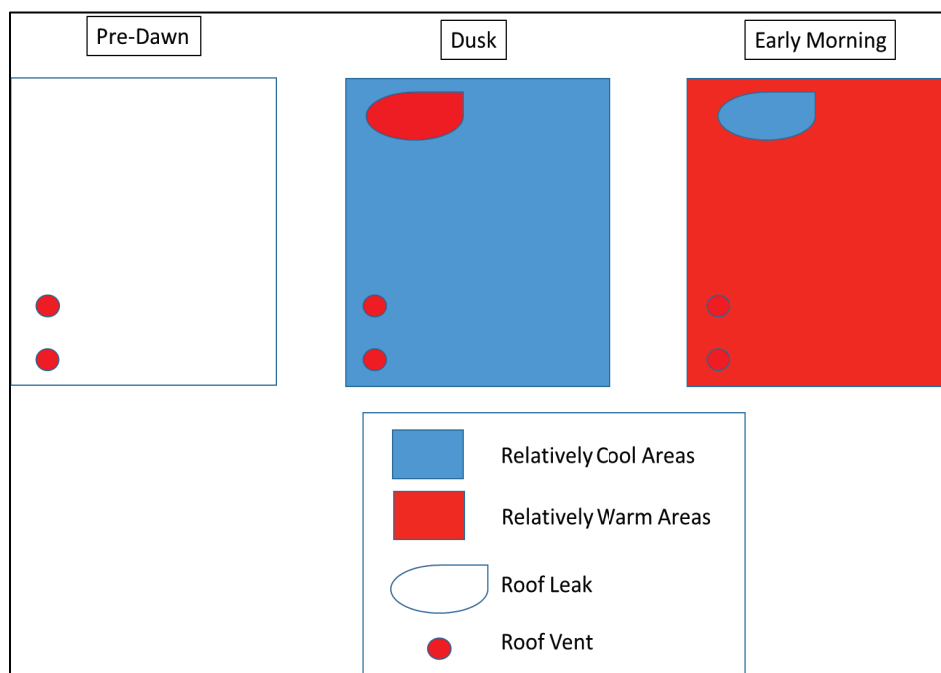 Pre-Dawn
Dusk
Early Morning
Relatively Cool Areas
Relatively Warm Areas
Roof Leak
Roof Vent